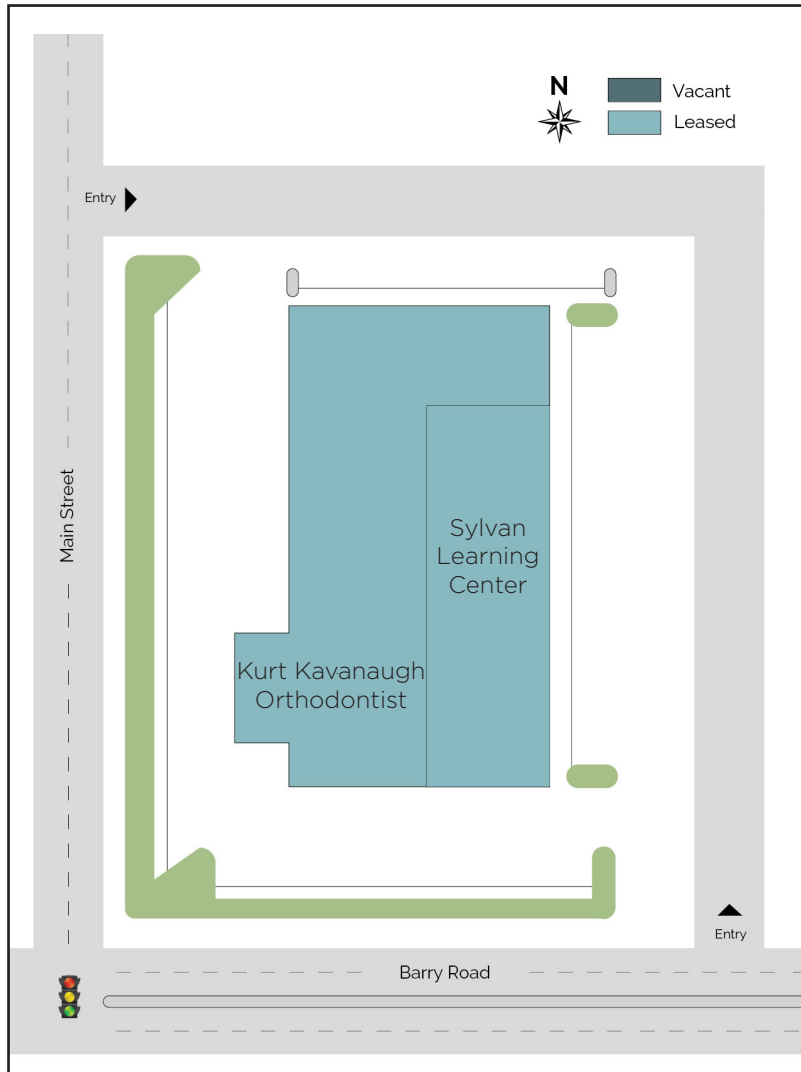 N
Vacant
Leased
Entry
Main Street
Sylvan
Learning
Center
Kurt Kavanaugh
Orthodontist
Entry
Barry Road